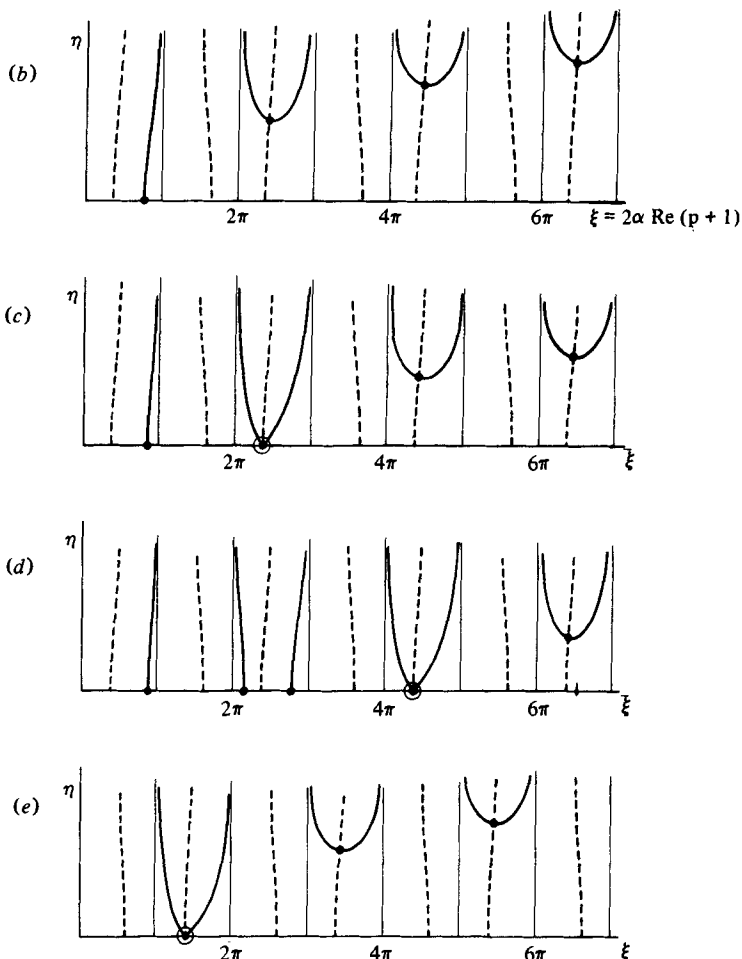 η
(b)
2π 4π 6π ξ = 2α Re (p + 1)
η
(c)
2π 4π 6π ξ
η
(d)
2π 4π 6π ξ
η
(e)
2π 4π 6π ξ